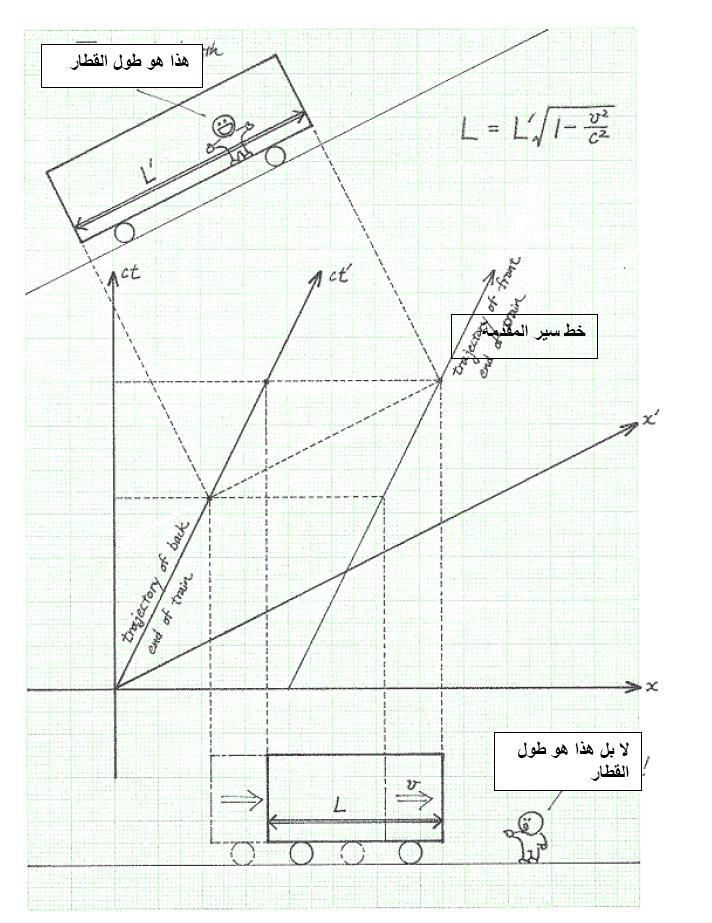 هذا هو طول القطار
L = L'√1 - v²/c²
L'
ct
ct'
trajectory of front
end of train
خط سير المقدمة
x'
trajectory of back
end of train
x
لا بل هذا هو طول
القطار
!
v
L